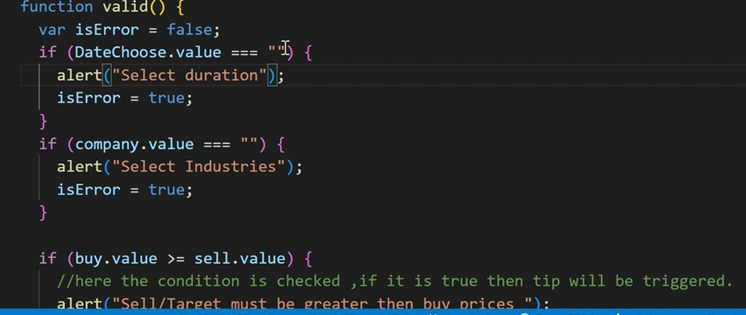 function valid() {
var isError = false;
if (DateChoose.value === "") {
alert("Select duration");
isError = true;
}
if (company.value === "") {
alert("Select Industries");
isError = true;
}
if (buy.value >= sell.value) {
//here the condition is checked ,if it is true then tip will be triggered.
alert("Sell/Target must be greater then buy prices ");